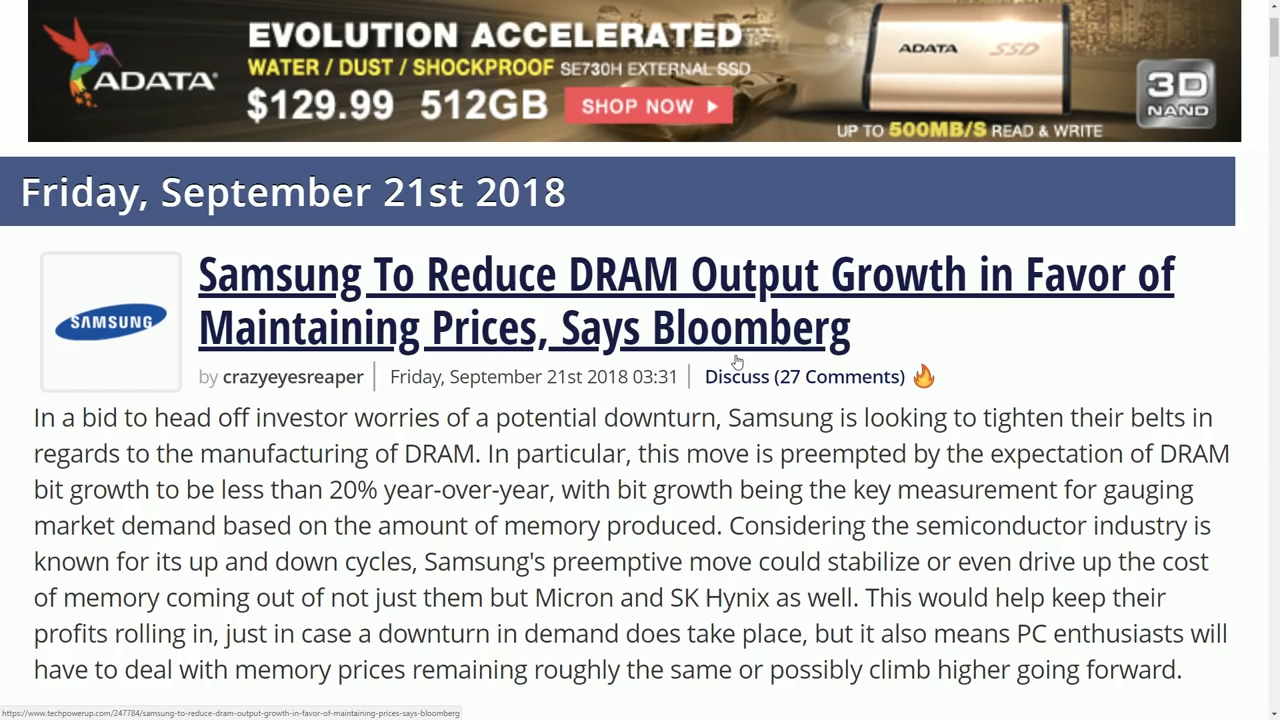 EVOLUTION ACCELERATED
WATER / DUST / SHOCKPROOF SE730H EXTERNAL SSD
ADATA
$129.99 512GB SHOP NOW
ADATA SSD
3D
NAND
UP TO 500MB/S READ & WRITE
Friday, September 21st 2018
SAMSUNG
Samsung To Reduce DRAM Output Growth in Favor of
Maintaining Prices, Says Bloomberg
by crazyeyesreaper | Friday, September 21st 2018 03:31 | Discuss (27 Comments)
In a bid to head off investor worries of a potential downturn, Samsung is looking to tighten their belts in
regards to the manufacturing of DRAM. In particular, this move is preempted by the expectation of DRAM
bit growth to be less than 20% year-over-year, with bit growth being the key measurement for gauging
market demand based on the amount of memory produced. Considering the semiconductor industry is
known for its up and down cycles, Samsung's preemptive move could stabilize or even drive up the cost
of memory coming out of not just them but Micron and SK Hynix as well. This would help keep their
profits rolling in, just in case a downturn in demand does take place, but it also means PC enthusiasts will
have to deal with memory prices remaining roughly the same or possibly climb higher going forward.
https://www.techpowerup.com/247784/samsung-to-reduce-dram-output-growth-in-favor-of-maintaining-prices-says-bloomberg